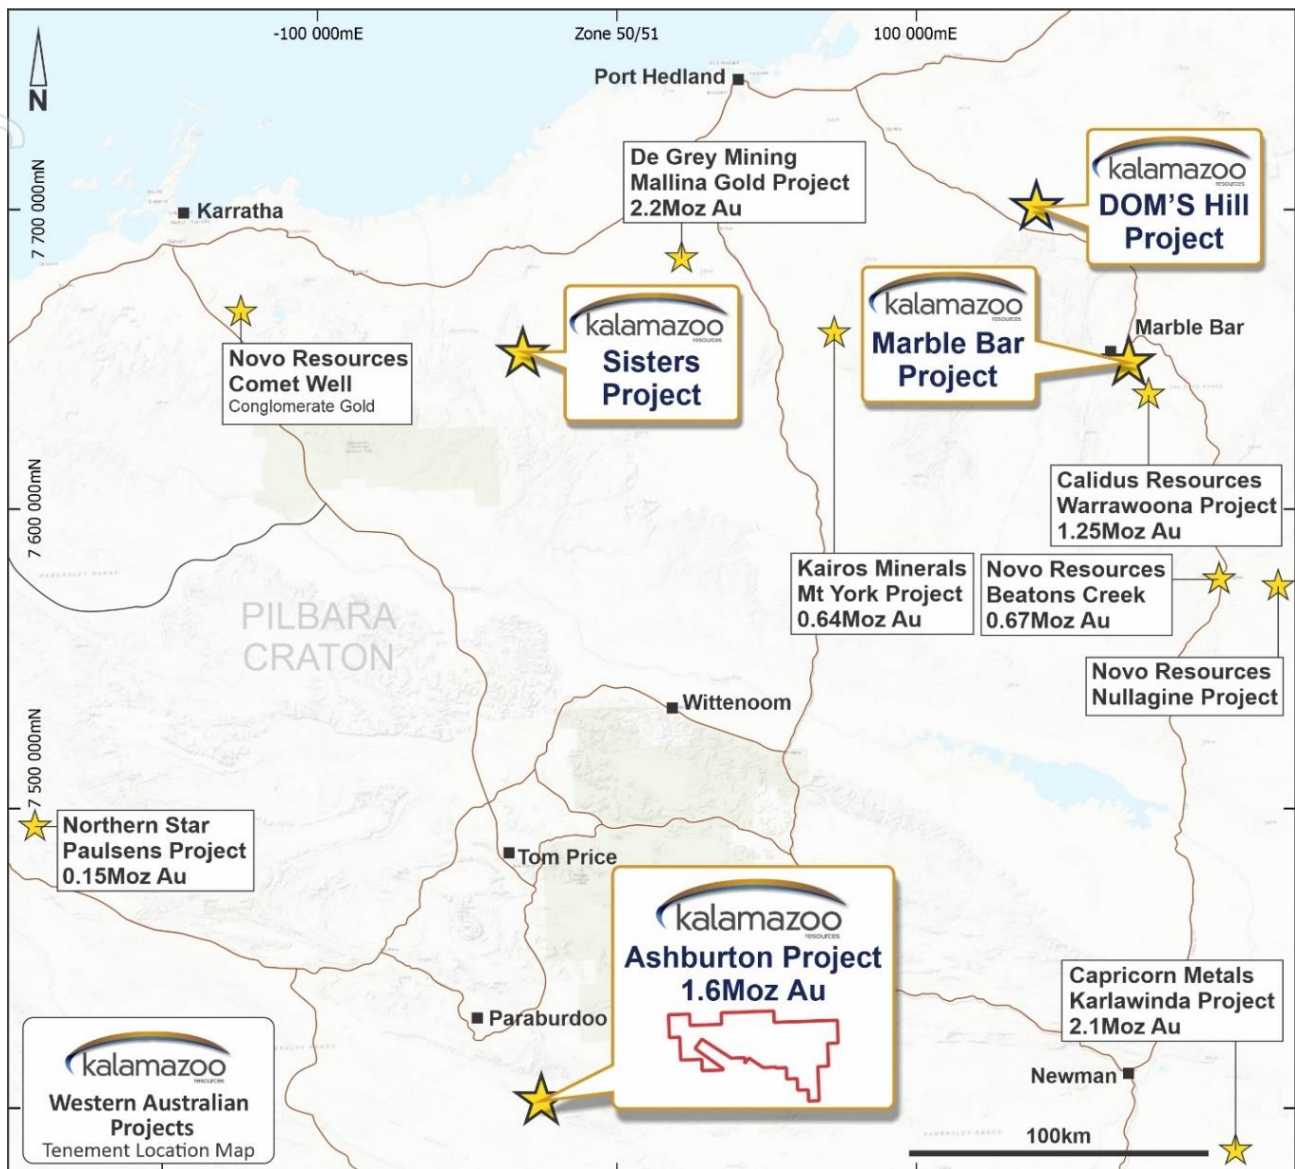 -100 000mE
Zone 50/51
100 000mE
N
Port Hedland
De Grey Mining
Mallina Gold Project
2.2Moz Au
kalamazoo
resources
DOM'S Hill
Project
7 700 000mN
Karratha
kalamazoo
resources
Marble Bar
Project
Marble Bar
kalamazoo
resources
Sisters
Project
Novo Resources
Comet Well
Conglomerate Gold
Calidus Resources
Warrawoona Project
1.25Moz Au
7 600 000mN
Kairos Minerals
Mt York Project
0.64Moz Au
Novo Resources
Beatons Creek
0.67Moz Au
PILBARA
CRATON
Novo Resources
Nullagine Project
Wittenoom
7 500 000mN
Northern Star
Paulsens Project
0.15Moz Au
Tom Price
kalamazoo
resources
Ashburton Project
1.6Moz Au
Capricorn Metals
Karlawinda Project
2.1Moz Au
Paraburdoo
Newman
kalamazoo
resources
Western Australian
Projects
Tenement Location Map
100km